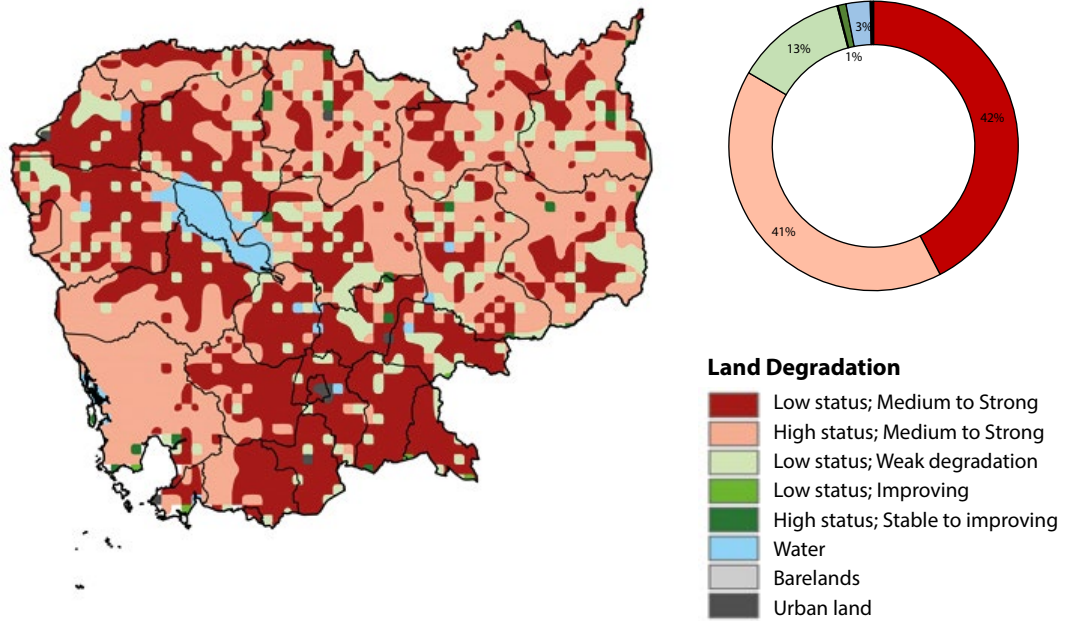 3%
13%
1%
42%
41%
Land Degradation
Low status; Medium to Strong
High status; Medium to Strong
Low status; Weak degradation
Low status; Improving
High status; Stable to improving
Water
Barelands
Urban land